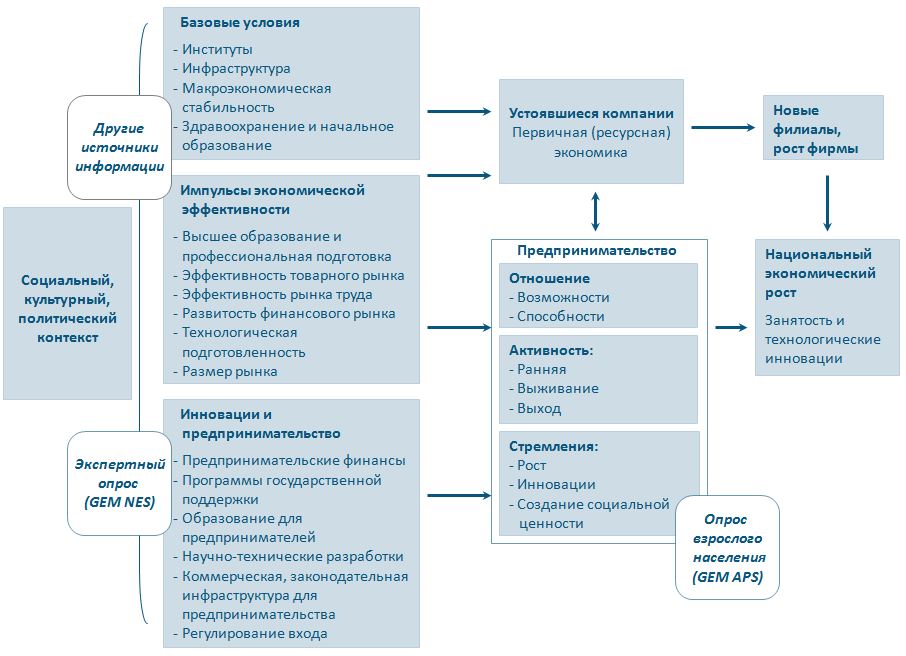 Социальный,
культурный,
политический
контекст
Другие
источники
информации
Экспертный
опрос
(GEM NES)
Базовые условия
- Институты
- Инфраструктура
- Макроэкономическая
стабильность
- Здравоохранение и начальное
образование
Импульсы экономической
эффективности
- Высшее образование и
профессиональная подготовка
- Эффективность товарного рынка
- Эффективность рынка труда
- Развитость финансового рынка
- Технологическая
подготовленность
- Размер рынка
Инновации и
предпринимательство
- Предпринимательские финансы
- Программы государственной
поддержки
- Образование для
предпринимателей
- Научно-технические разработки
- Коммерческая, законодательная
инфраструктура для
предпринимательства
- Регулирование входа
Устоявшиеся компании
Первичная (ресурсная)
экономика
Предпринимательство
Отношение
- Возможности
- Способности
Активность:
- Ранняя
- Выживание
- Выход
Стремления:
- Рост
- Инновации
- Создание социальной
ценности
Опрос
взрослого
населения
(GEM APS)
Новые
филиалы,
рост фирмы
Национальный
экономический
рост
Занятость и
технологические
инновации